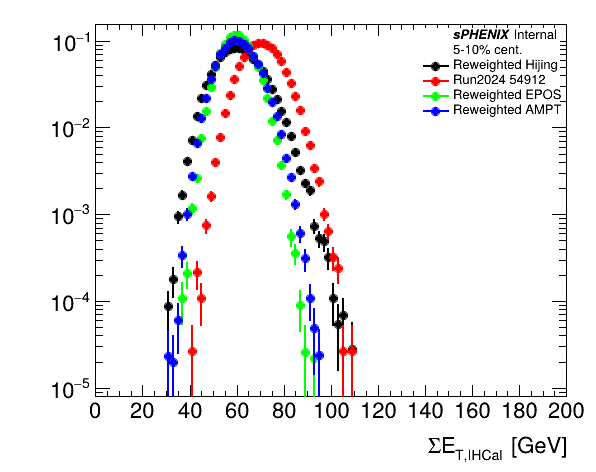 sPHENIX Internal
5-10% cent.
Reweighted Hijing
Run2024 54912
Reweighted EPOS
Reweighted AMPT
10⁻¹
10⁻²
10⁻³
10⁻⁴
10⁻⁵
0 20 40 60 80 100 120 140 160 180 200
ΣE_T,IHCal [GeV]